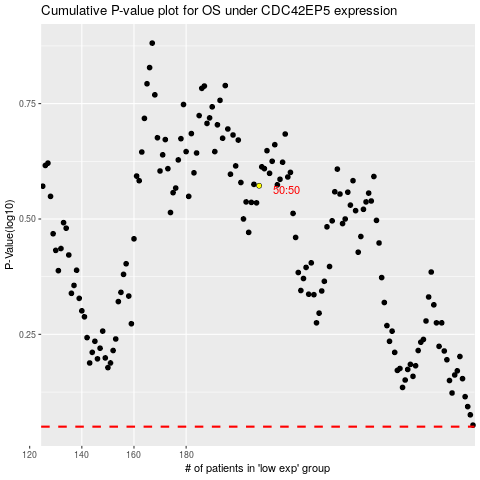 Cumulative P-value plot for OS under CDC42EP5 expression
P-Value(log10)
0.75
0.50
0.25
50:50
120
140
160
180
# of patients in 'low exp' group